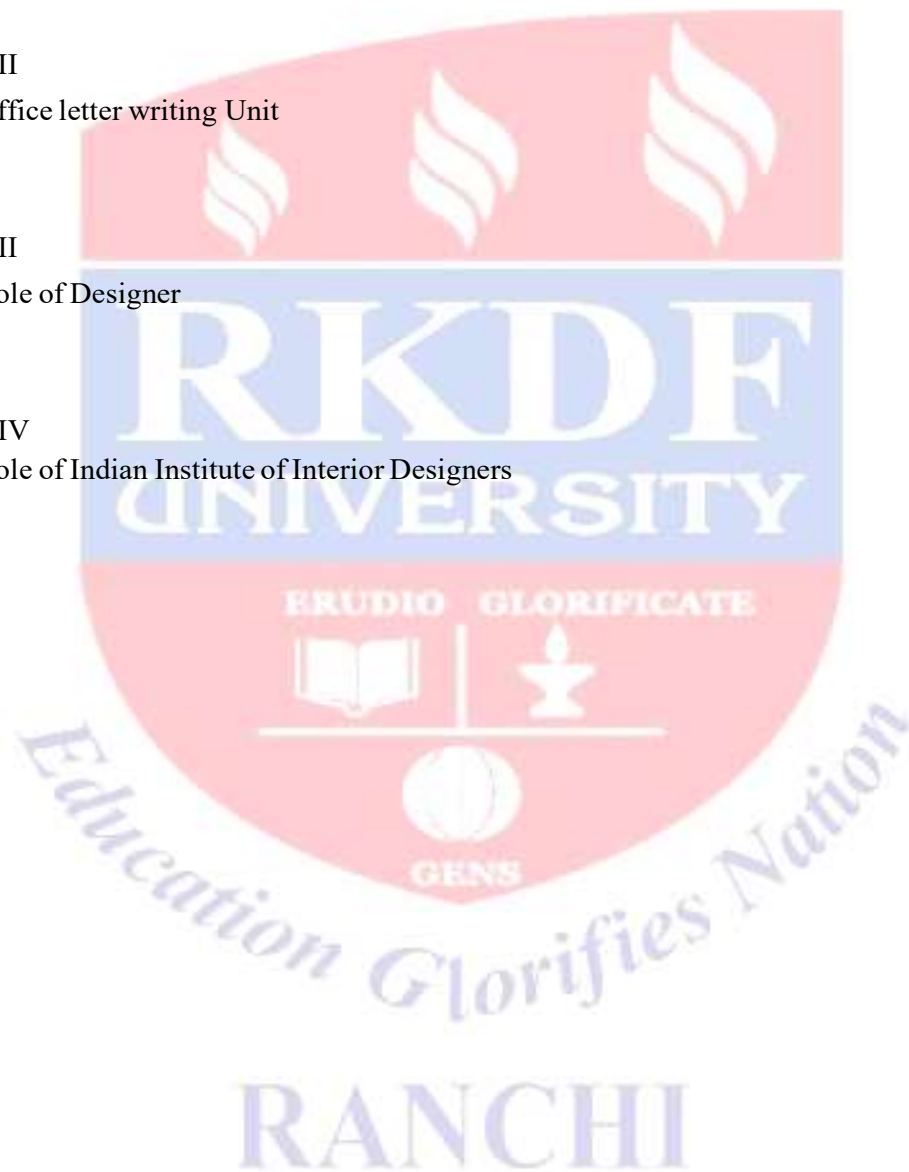 II
ffice letter writing Unit
II
ole of Designer
IV
ole of Indian Institute of Interior Designers
RKDF
UNIVERSITY
ERUDIO GLORIFICATE
GENS
Education Glorifies Nation
RANCHI